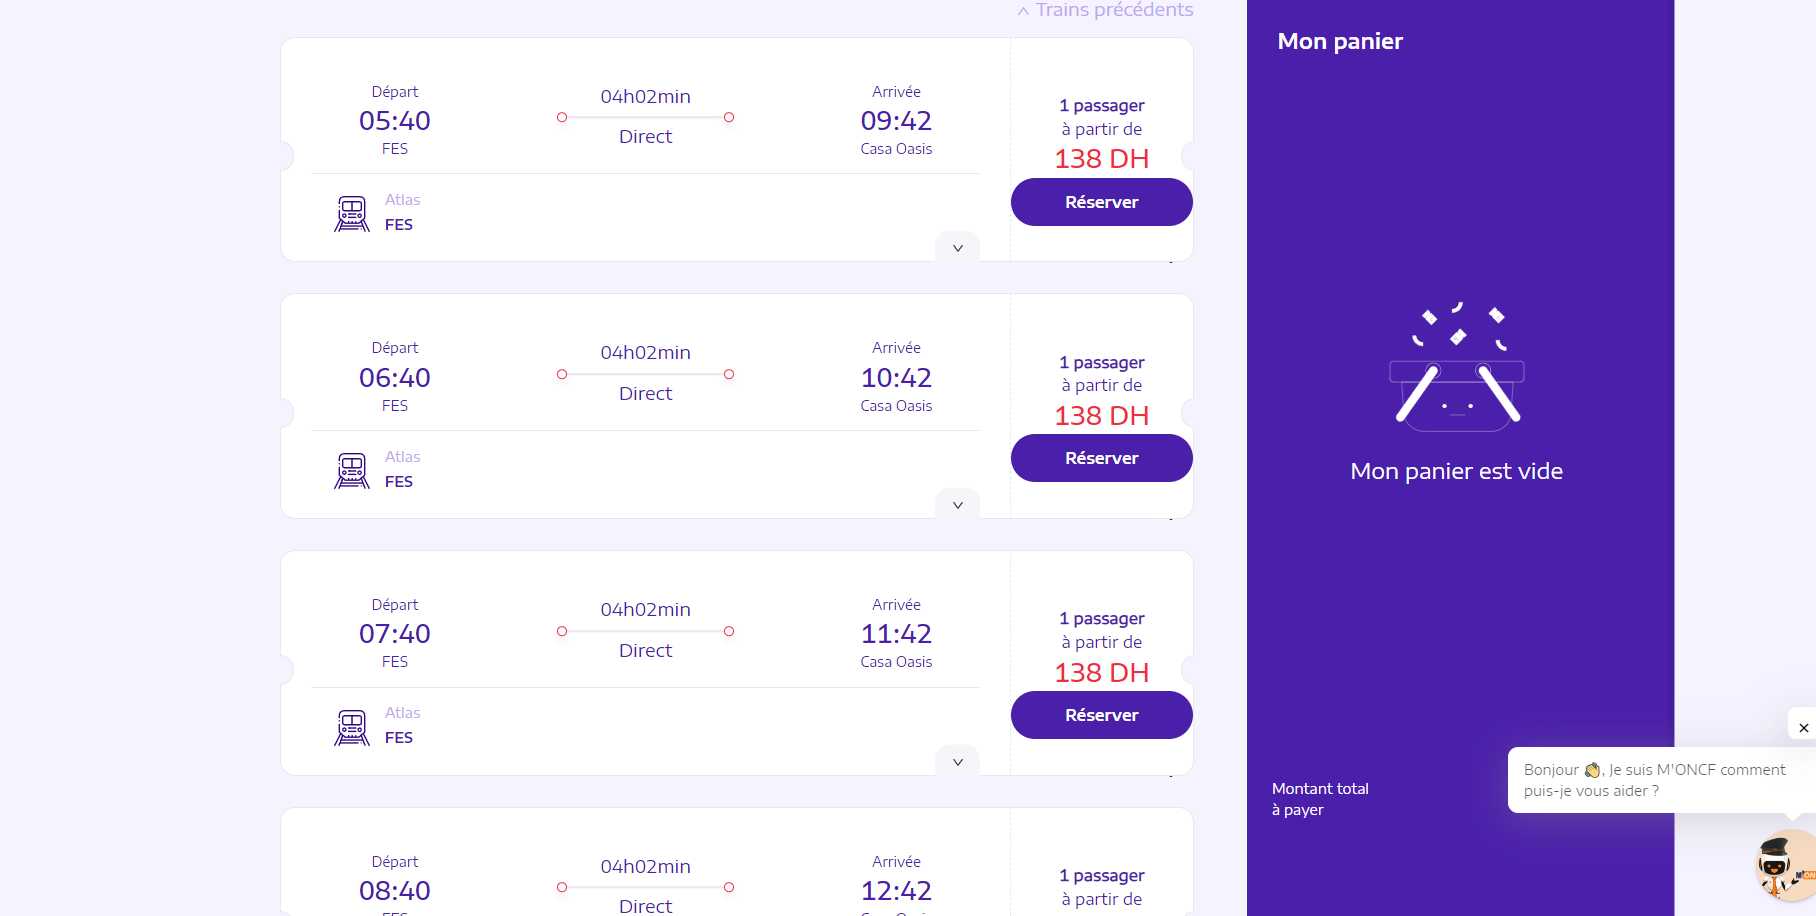 Trains précédents
Mon panier
Départ
05:40
FES
04h02min
Direct
Arrivée
09:42
Casa Oasis
1 passager
à partir de
138 DH
Réserver
Atlas
FES
Départ
06:40
FES
04h02min
Direct
Arrivée
10:42
Casa Oasis
1 passager
à partir de
138 DH
Réserver
Atlas
FES
Mon panier est vide
Départ
07:40
FES
04h02min
Direct
Arrivée
11:42
Casa Oasis
1 passager
à partir de
138 DH
Réserver
Atlas
FES
Départ
08:40
FES
04h02min
Direct
Arrivée
12:42
1 passager
à partir de
Montant total
à payer
Bonjour 👏, Je suis M'ONCF comment
puis-je vous aider ?